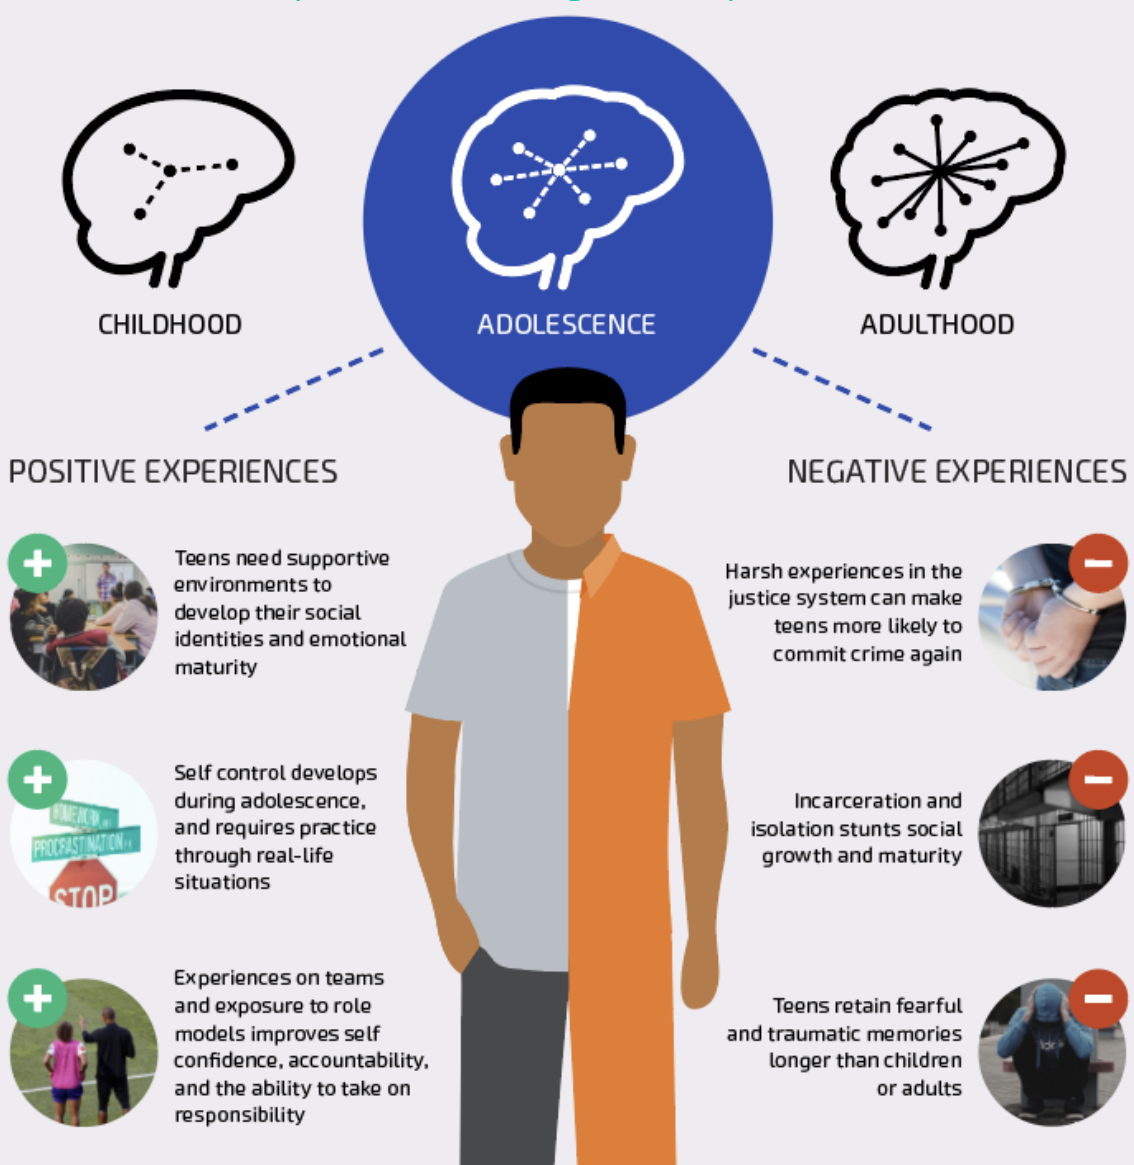 CHILDHOOD
ADOLESCENCE
ADULTHOOD
POSITIVE EXPERIENCES
Teens need supportive
environments to
develop their social
identities and emotional
maturity
HOMEWORK
PROCRASTINATION
STOP
Self control develops
during adolescence,
and requires practice
through real-life
situations
Experiences on teams
and exposure to role
models improves self
confidence, accountability,
and the ability to take on
responsibility
NEGATIVE EXPERIENCES
Harsh experiences in the
justice system can make
teens more likely to
commit crime again
Incarceration and
isolation stunts social
growth and maturity
Teens retain fearful
and traumatic memories
longer than children
or adults